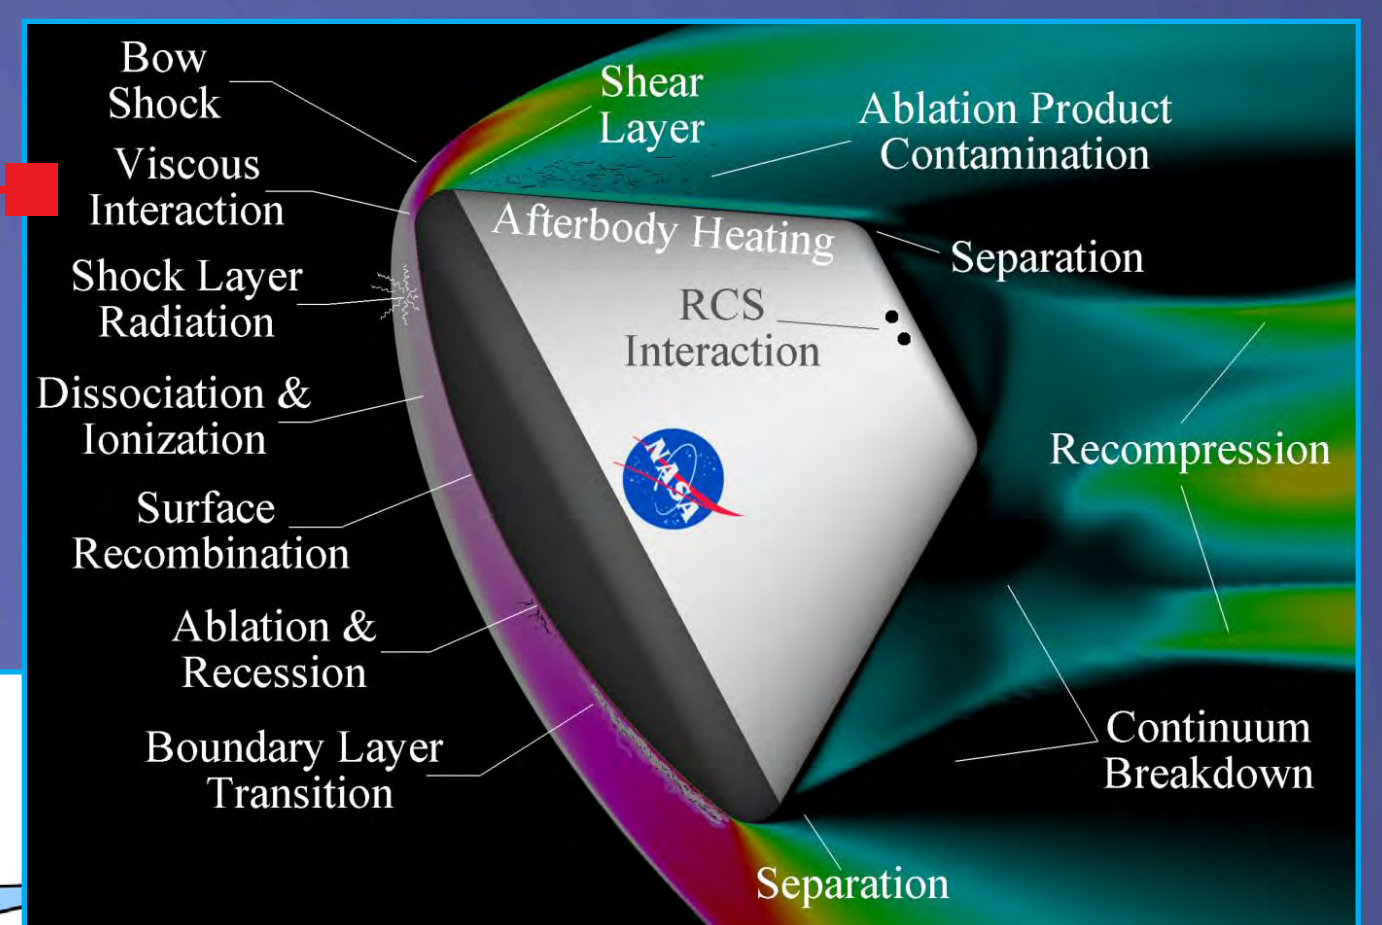 Bow
Shock
Viscous
Interaction
Shock Layer
Radiation
Dissociation &
Ionization
Surface
Recombination
Ablation &
Recession
Boundary Layer
Transition
Shear
Layer
Ablation Product
Contamination
Afterbody Heating
Separation
RCS
Interaction
NASA
Recompression
Continuum
Breakdown
Separation